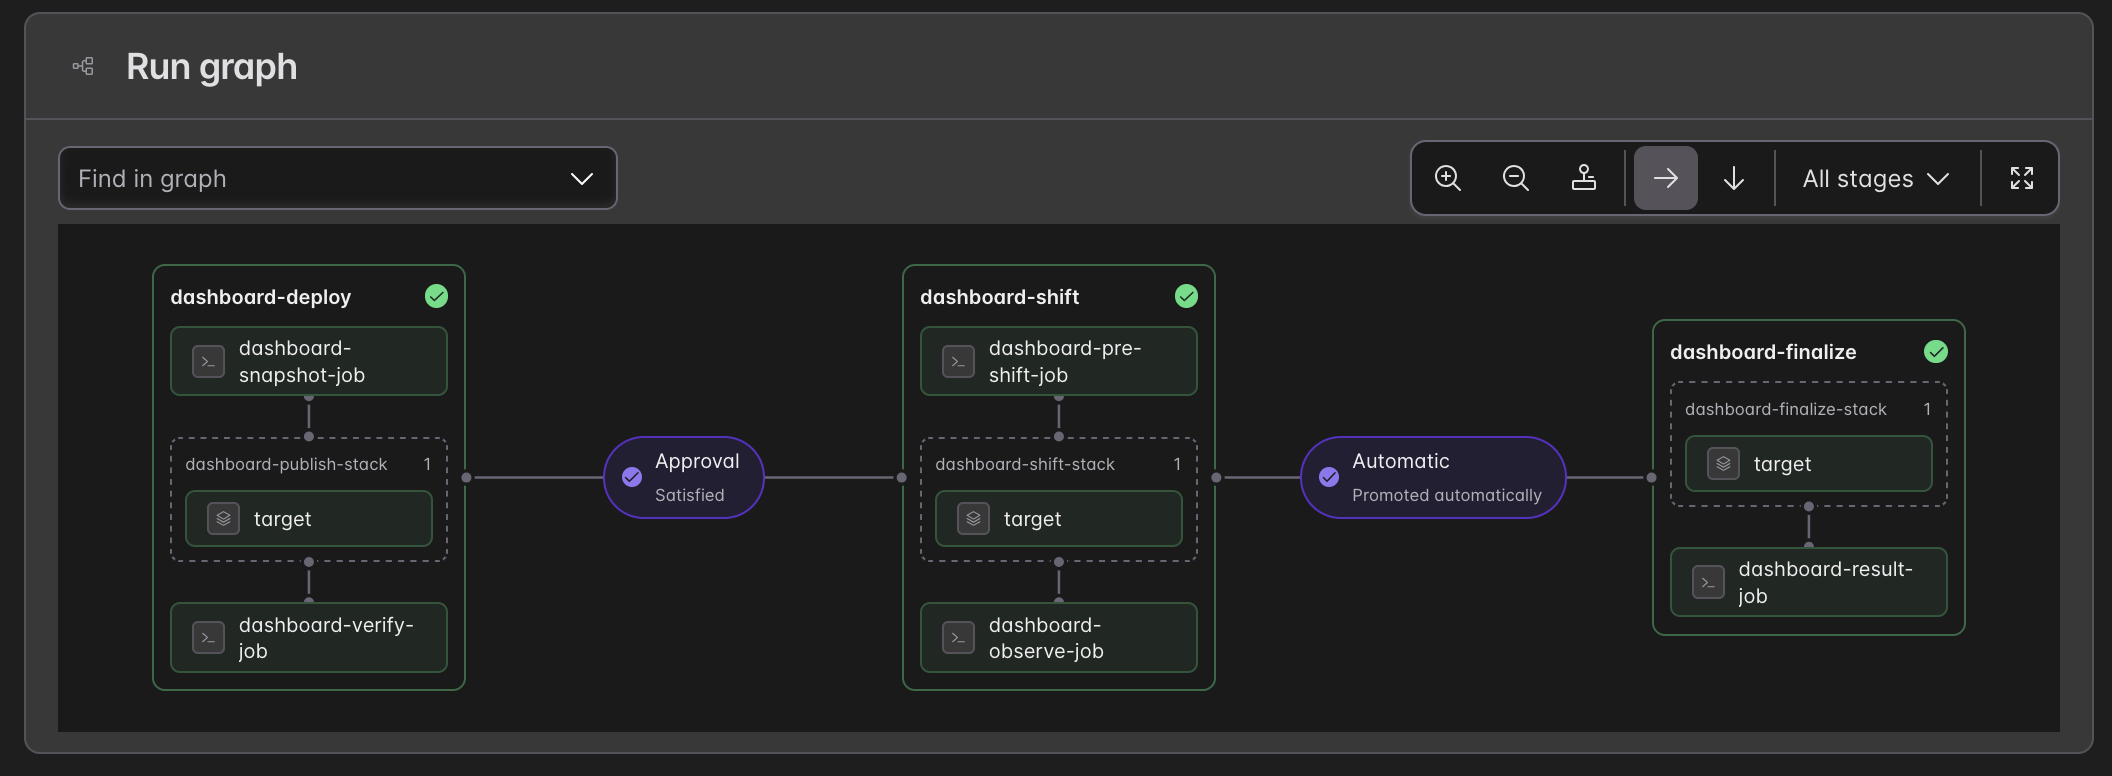 Run graph
Find in graph
All stages
dashboard-deploy
dashboard-
snapshot-job
dashboard-publish-stack 1
target
dashboard-verify-
job
Approval
Satisfied
dashboard-shift
dashboard-pre-
shift-job
dashboard-shift-stack 1
target
dashboard-
observe-job
Automatic
Promoted automatically
dashboard-finalize
dashboard-finalize-stack 1
target
dashboard-result-
job